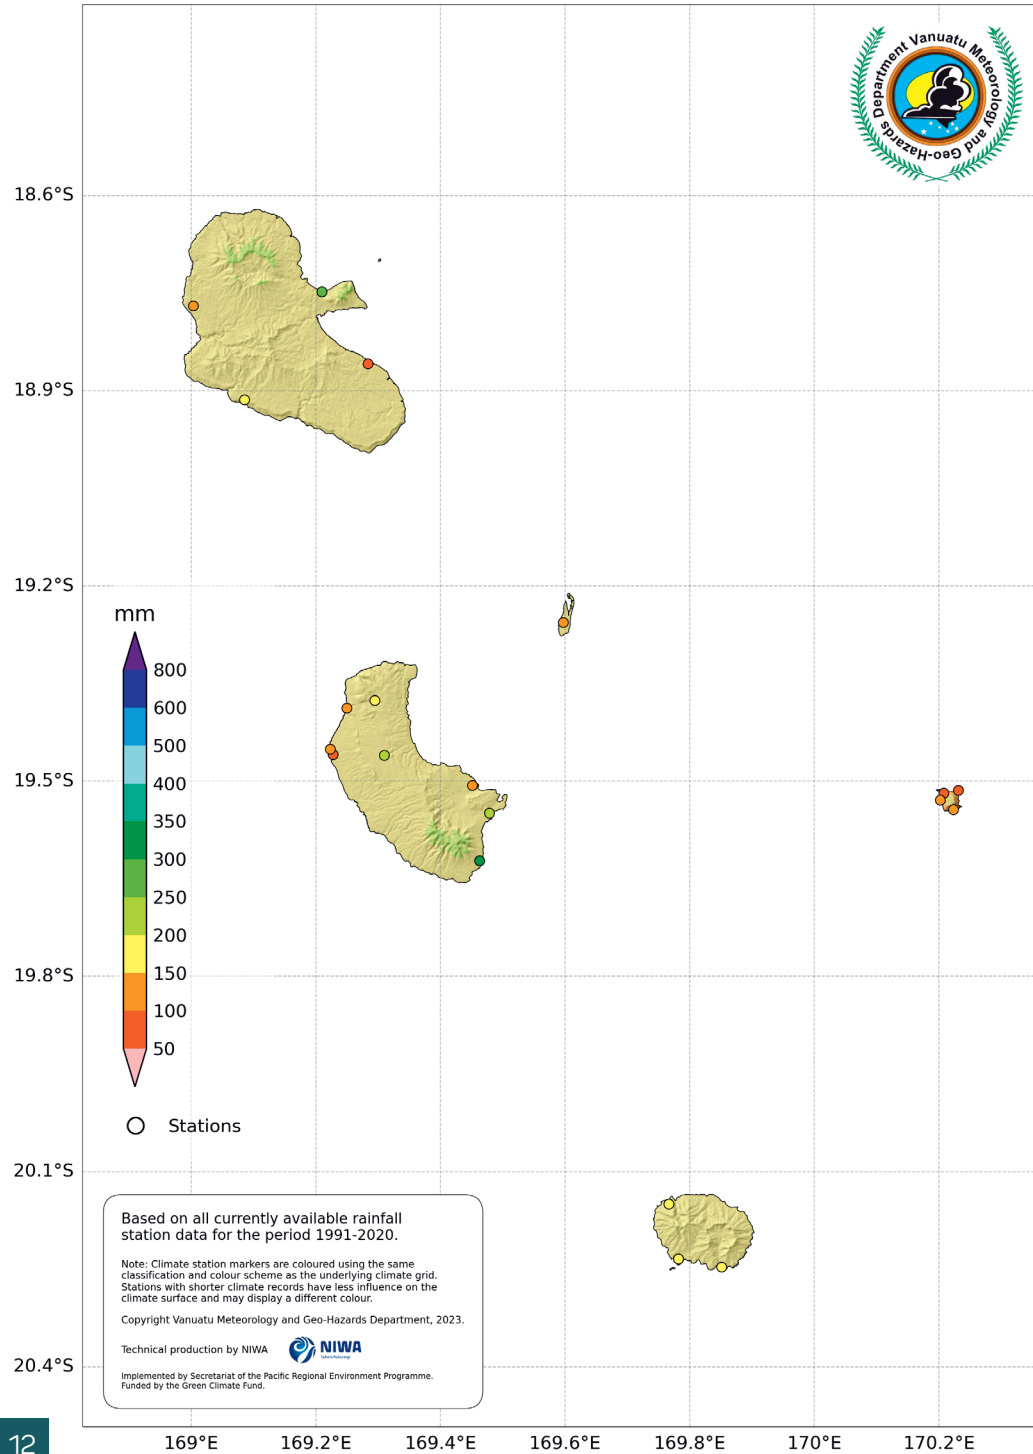 Vanuatu Meteorology and Geo-Hazards Department
18.6°S
18.9°S
19.2°S
mm
800
600
500
400
350
300
250
200
150
100
50
19.5°S
19.8°S
Stations
20.1°S
Based on all currently available rainfall
station data for the period 1991-2020.
Note: Climate station markers are coloured using the same
classification and colour scheme as the underlying climate grid.
Stations with shorter climate records have less influence on the
climate surface and may display a different colour.
Copyright Vanuatu Meteorology and Geo-Hazards Department, 2023.
Technical production by NIWA
NIWA
Implemented by Secretariat of the Pacific Regional Environment Programme.
Funded by the Green Climate Fund.
20.4°S
12
169°E 169.2°E 169.4°E 169.6°E 169.8°E 170°E 170.2°E